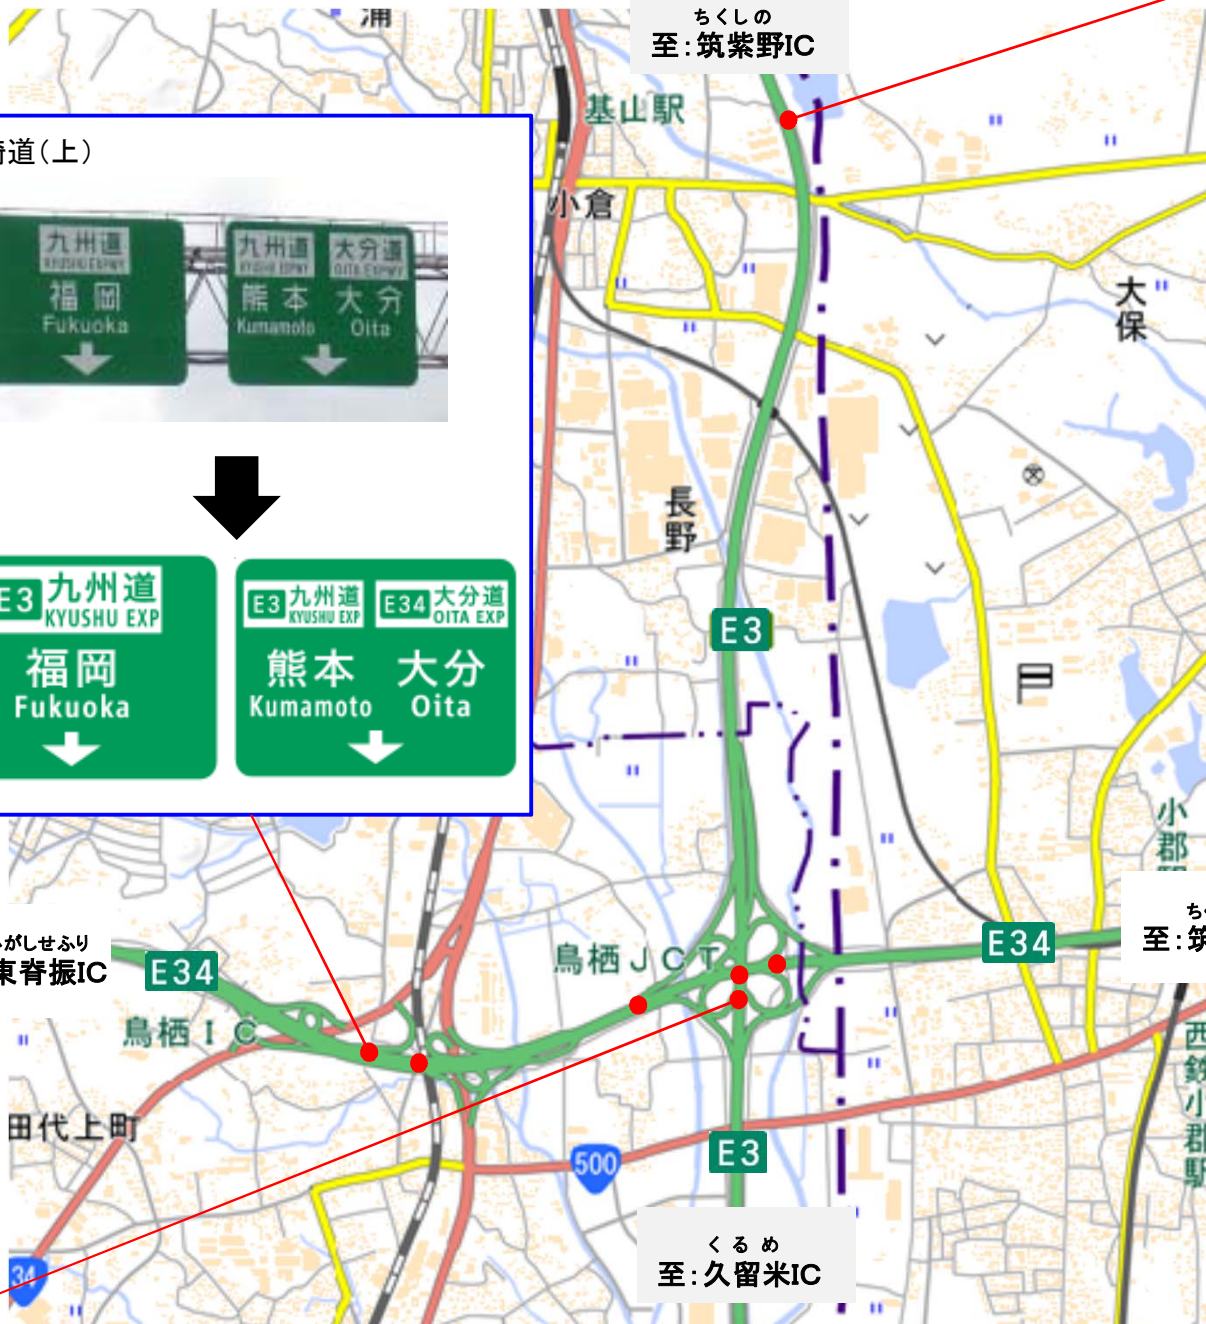 浦
ちくしの
至：筑紫野IC
基山駅
小倉
崎道（上）
九州道
KYUSHU EXPWY
福岡
Fukuoka
九州道
KYUSHU EXPWY
大分道
OITA EXPWY
熊本
Kumamoto
大分
Oita
大保
長野
E3 九州道
KYUSHU EXP
福岡
Fukuoka
E3 九州道
KYUSHU EXP
E34 大分道
OITA EXP
熊本
Kumamoto
大分
Oita
E3
小郡
がしせふり
東脊振IC
E34
鳥栖ＪＣＴ
E34
至：筑
鳥栖ＩＣ
西鉄小郡駅
田代上町
500
E3
34
くるめ
至：久留米IC